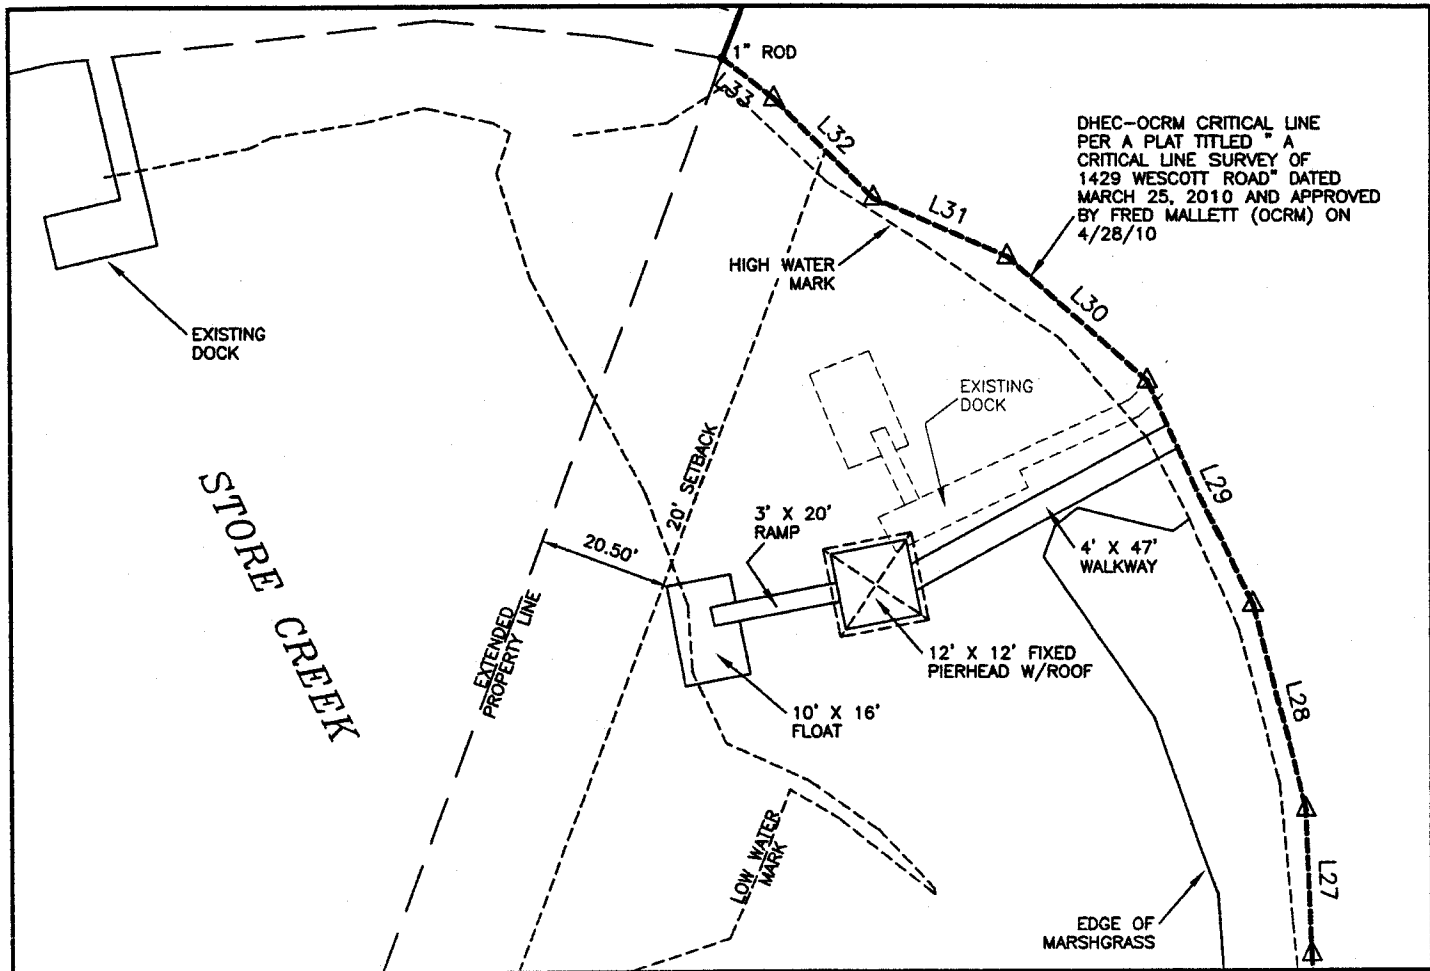 1" ROD
L33
L32
L31
L30
L29
L28
L27
DHEC-OCRM CRITICAL LINE
PER A PLAT TITLED " A
CRITICAL LINE SURVEY OF
1429 WESCOTT ROAD" DATED
MARCH 25, 2010 AND APPROVED
BY FRED MALLETT (OCRM) ON
4/28/10
HIGH WATER
MARK
EXISTING
DOCK
EXISTING
DOCK
STORE CREEK
20' SETBACK
20.50'
3' X 20'
RAMP
4' X 47'
WALKWAY
EXTENDED
PROPERTY LINE
12' X 12' FIXED
PIERHEAD W/ROOF
10' X 16'
FLOAT
LOW WATER
MARK
EDGE OF
MARSHGRASS